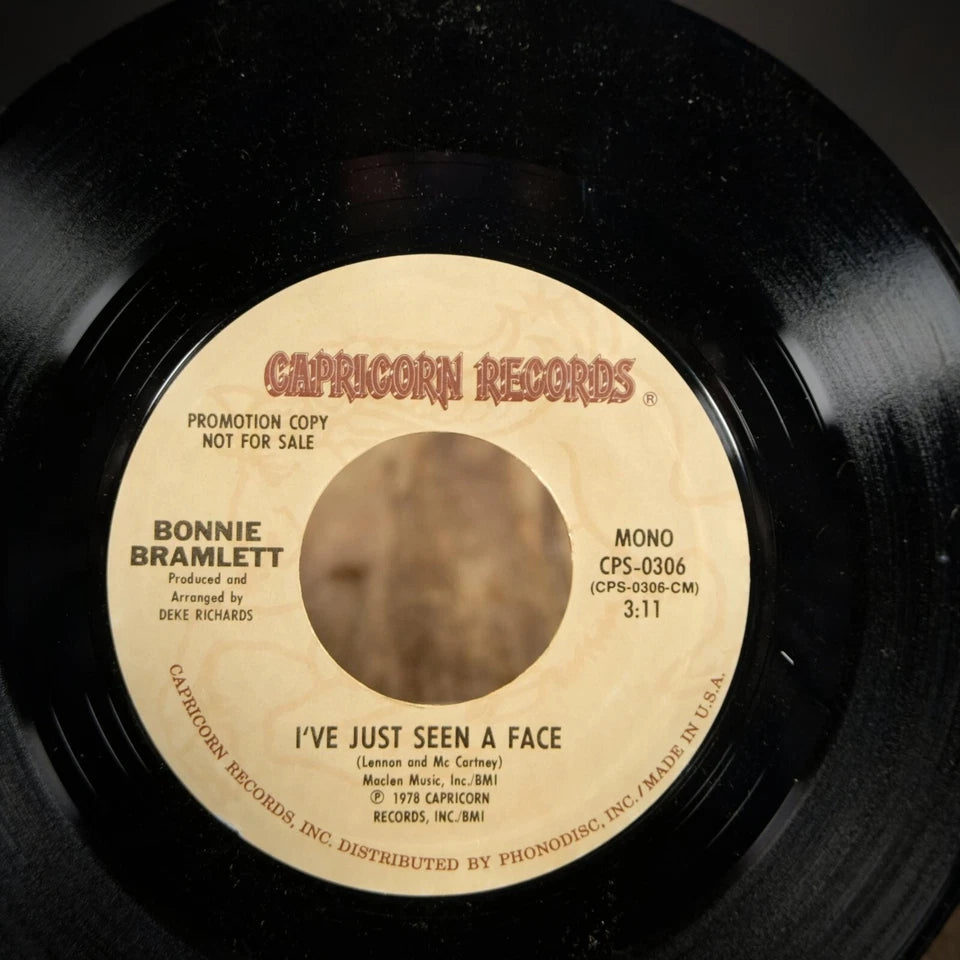 CAPRICORN RECORDS ®
PROMOTION COPY
NOT FOR SALE
BONNIE
BRAMLETT
Produced and
Arranged by
DEKE RICHARDS
MONO
CPS-0306
(CPS-0306-CM)
3:11
I'VE JUST SEEN A FACE
(Lennon and Mc Cartney)
Maclen Music, Inc./BMI
℗ 1978 CAPRICORN
RECORDS, INC./BMI
CAPRICORN RECORDS, INC. DISTRIBUTED BY PHONODISC, INC./MADE IN U.S.A.